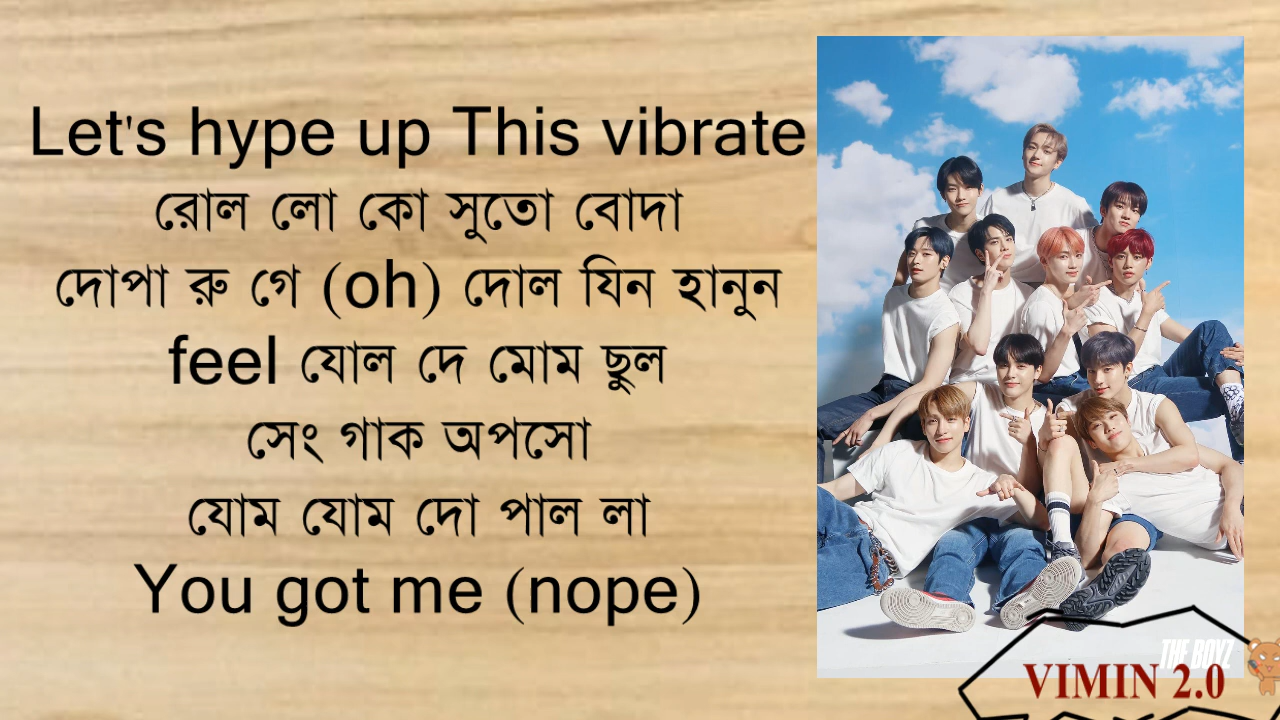 Let's hype up This vibrate
রোল লো কো সুতো বোদা
দোপা রু গে (oh) দোল যিন হানুন
feel যোল দে মোম ছুল
সেং গাক অপসো
যোম যোম দো পাল লা
You got me (nope)
THE BOYZ
VIMIN 2.0